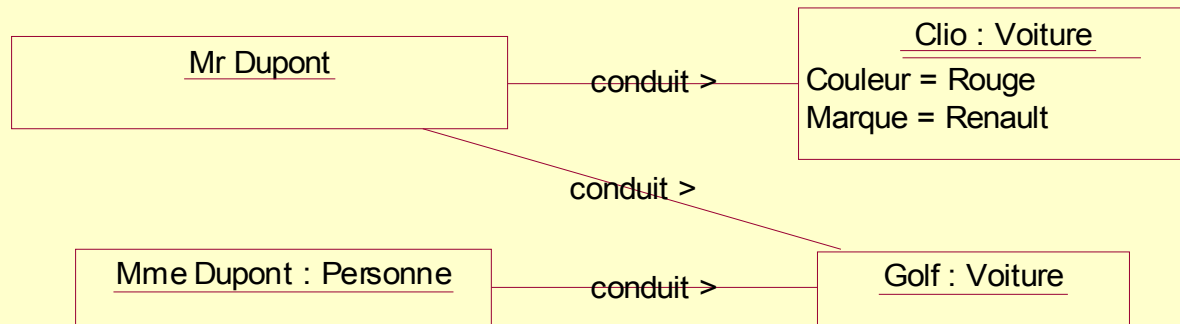 Mr Dupont
conduit >
Clio : Voiture
Couleur = Rouge
Marque = Renault
conduit >
Mme Dupont : Personne
conduit >
Golf : Voiture